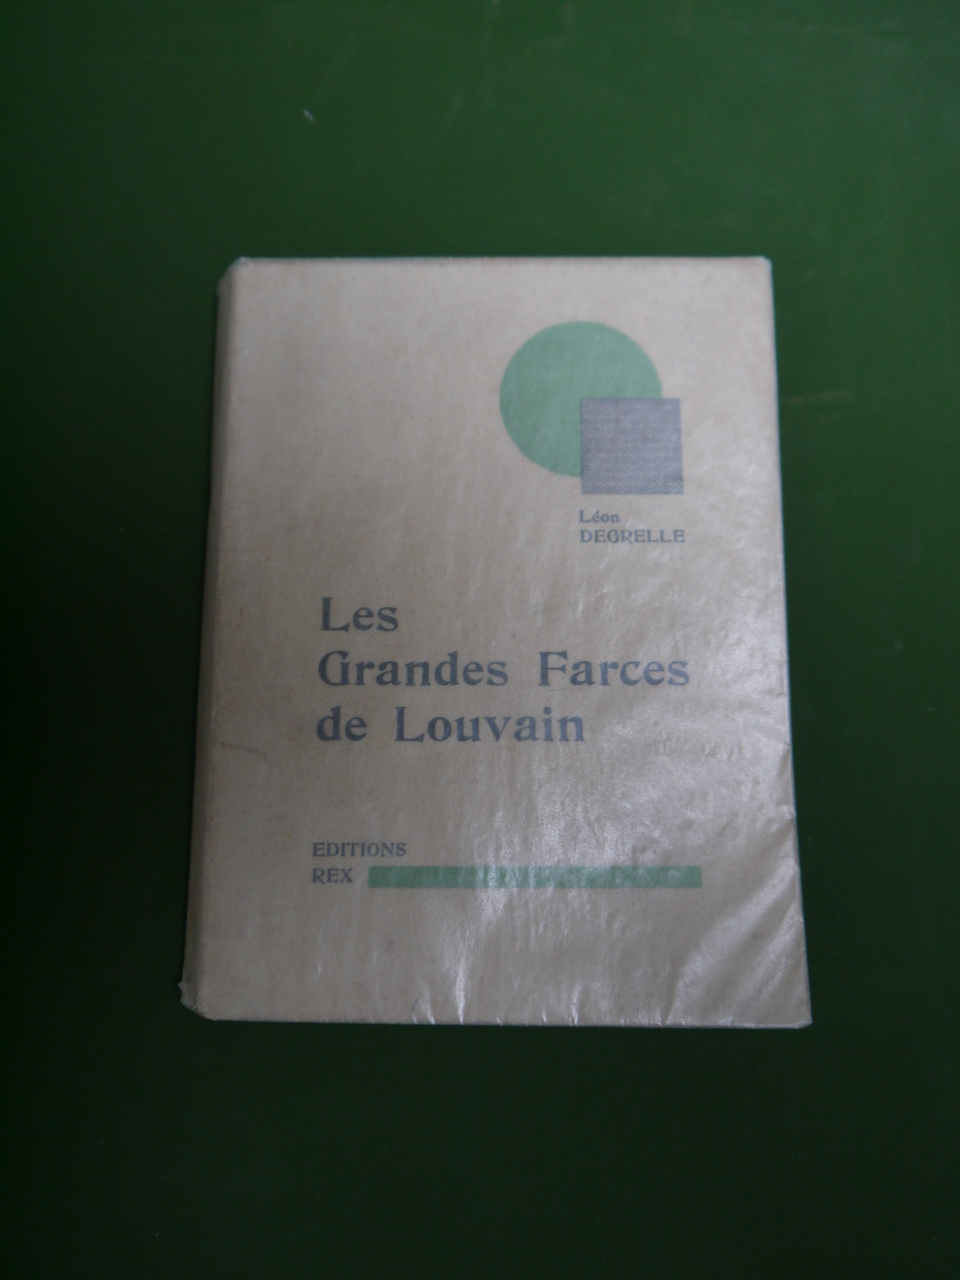 Léon
DEGRELLE
Les
Grandes Farces
de Louvain
EDITIONS
REX